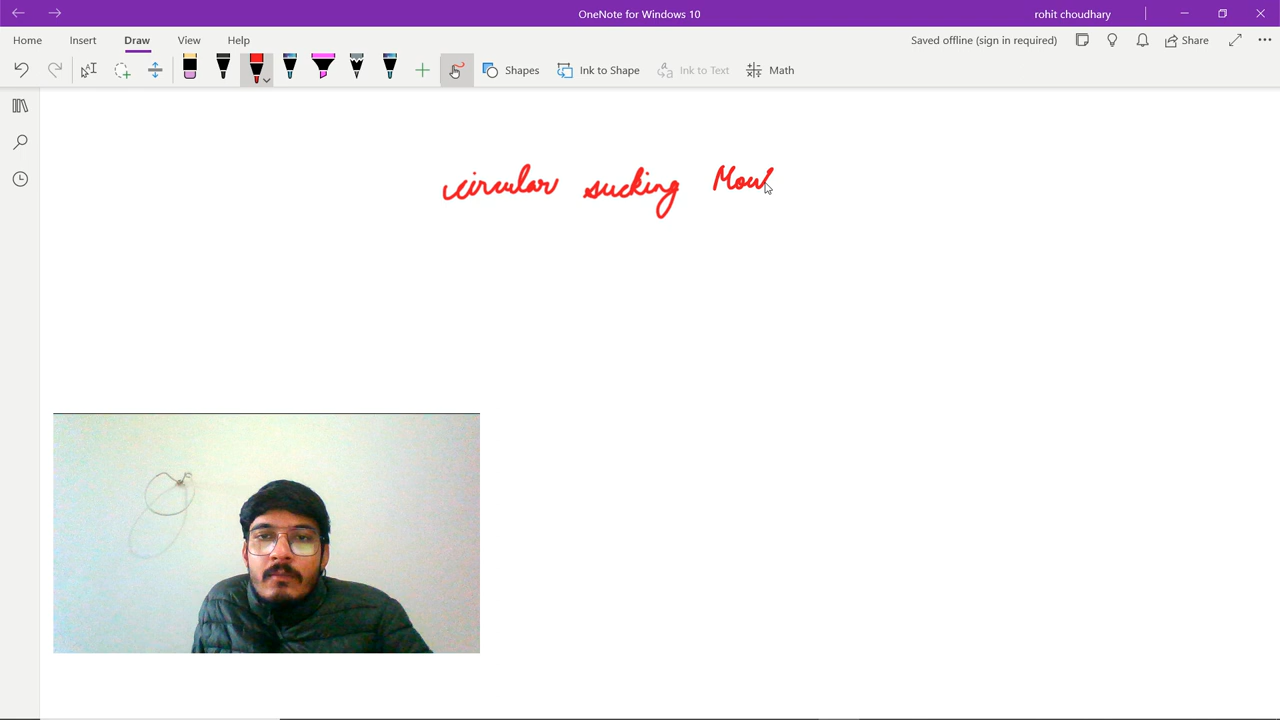 OneNote for Windows 10
rohit choudhary
Home Insert Draw View Help
Saved offline (sign in required)
Share
Shapes
Ink to Shape
Ink to Text
Math
circular sucking Mou